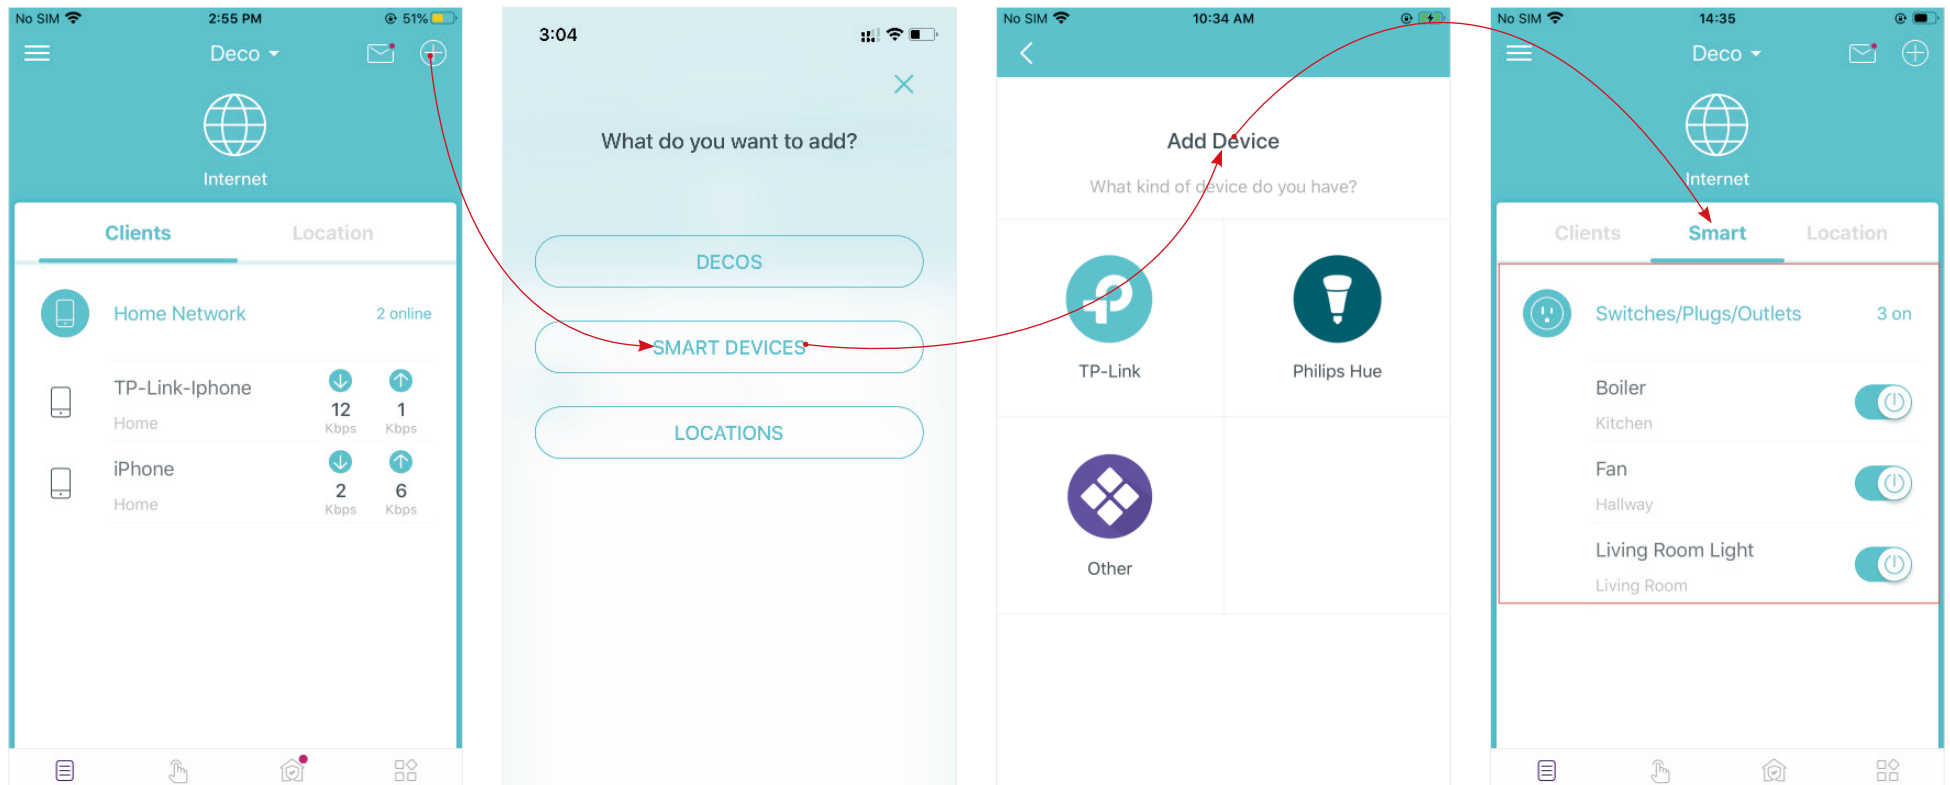 No SIM 2:55 PM 51%
Deco
Internet
Clients Location
Home Network 2 online
TP-Link-Iphone 12 1
Home Kbps Kbps
iPhone 2 6
Home Kbps Kbps
3:04
What do you want to add?
DECOS
SMART DEVICES
LOCATIONS
No SIM 10:34 AM
Add Device
What kind of device do you have?
TP-Link Philips Hue
Other
No SIM 14:35
Deco
Internet
Clients Smart Location
Switches/Plugs/Outlets 3 on
Boiler
Kitchen
Fan
Hallway
Living Room Light
Living Room